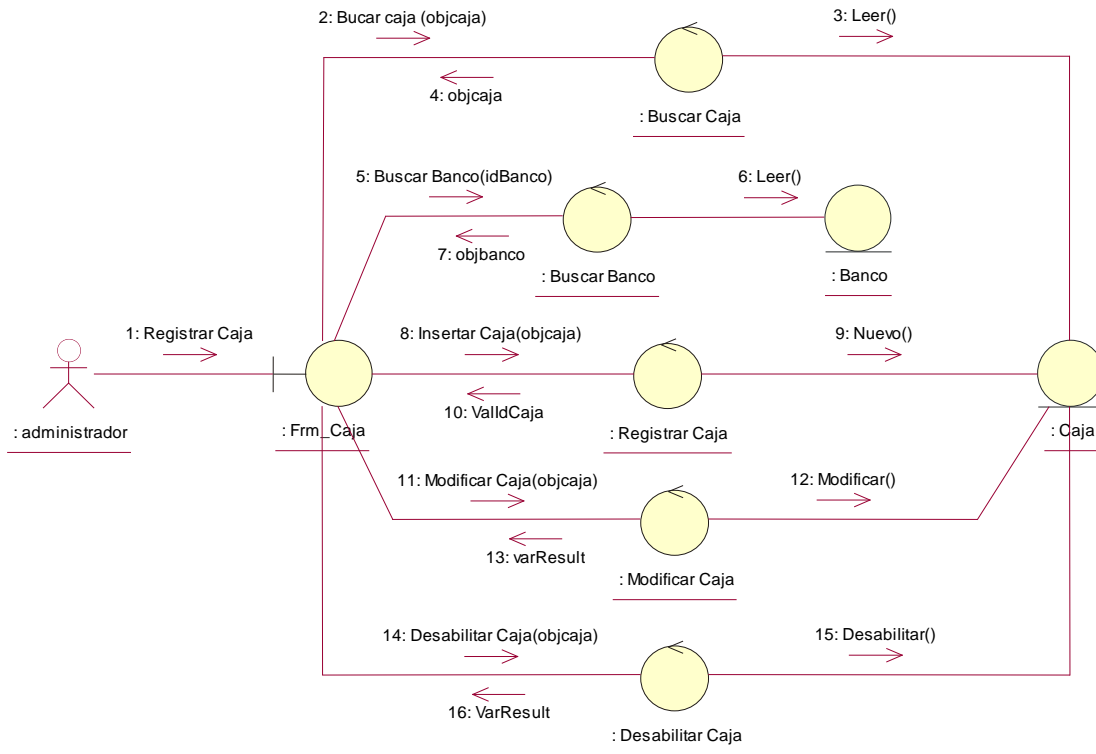 2: Bucar caja (objcaja)
3: Leer()
4: objcaja
: Buscar Caja
5: Buscar Banco(idBanco)
6: Leer()
7: objbanco
: Buscar Banco
: Banco
1: Registrar Caja
8: Insertar Caja(objcaja)
9: Nuevo()
10: ValIdCaja
: administrador
: Frm_Caja
: Registrar Caja
: Caja
11: Modificar Caja(objcaja)
12: Modificar()
13: varResult
: Modificar Caja
14: Desabilitar Caja(objcaja)
15: Desabilitar()
16: VarResult
: Desabilitar Caja